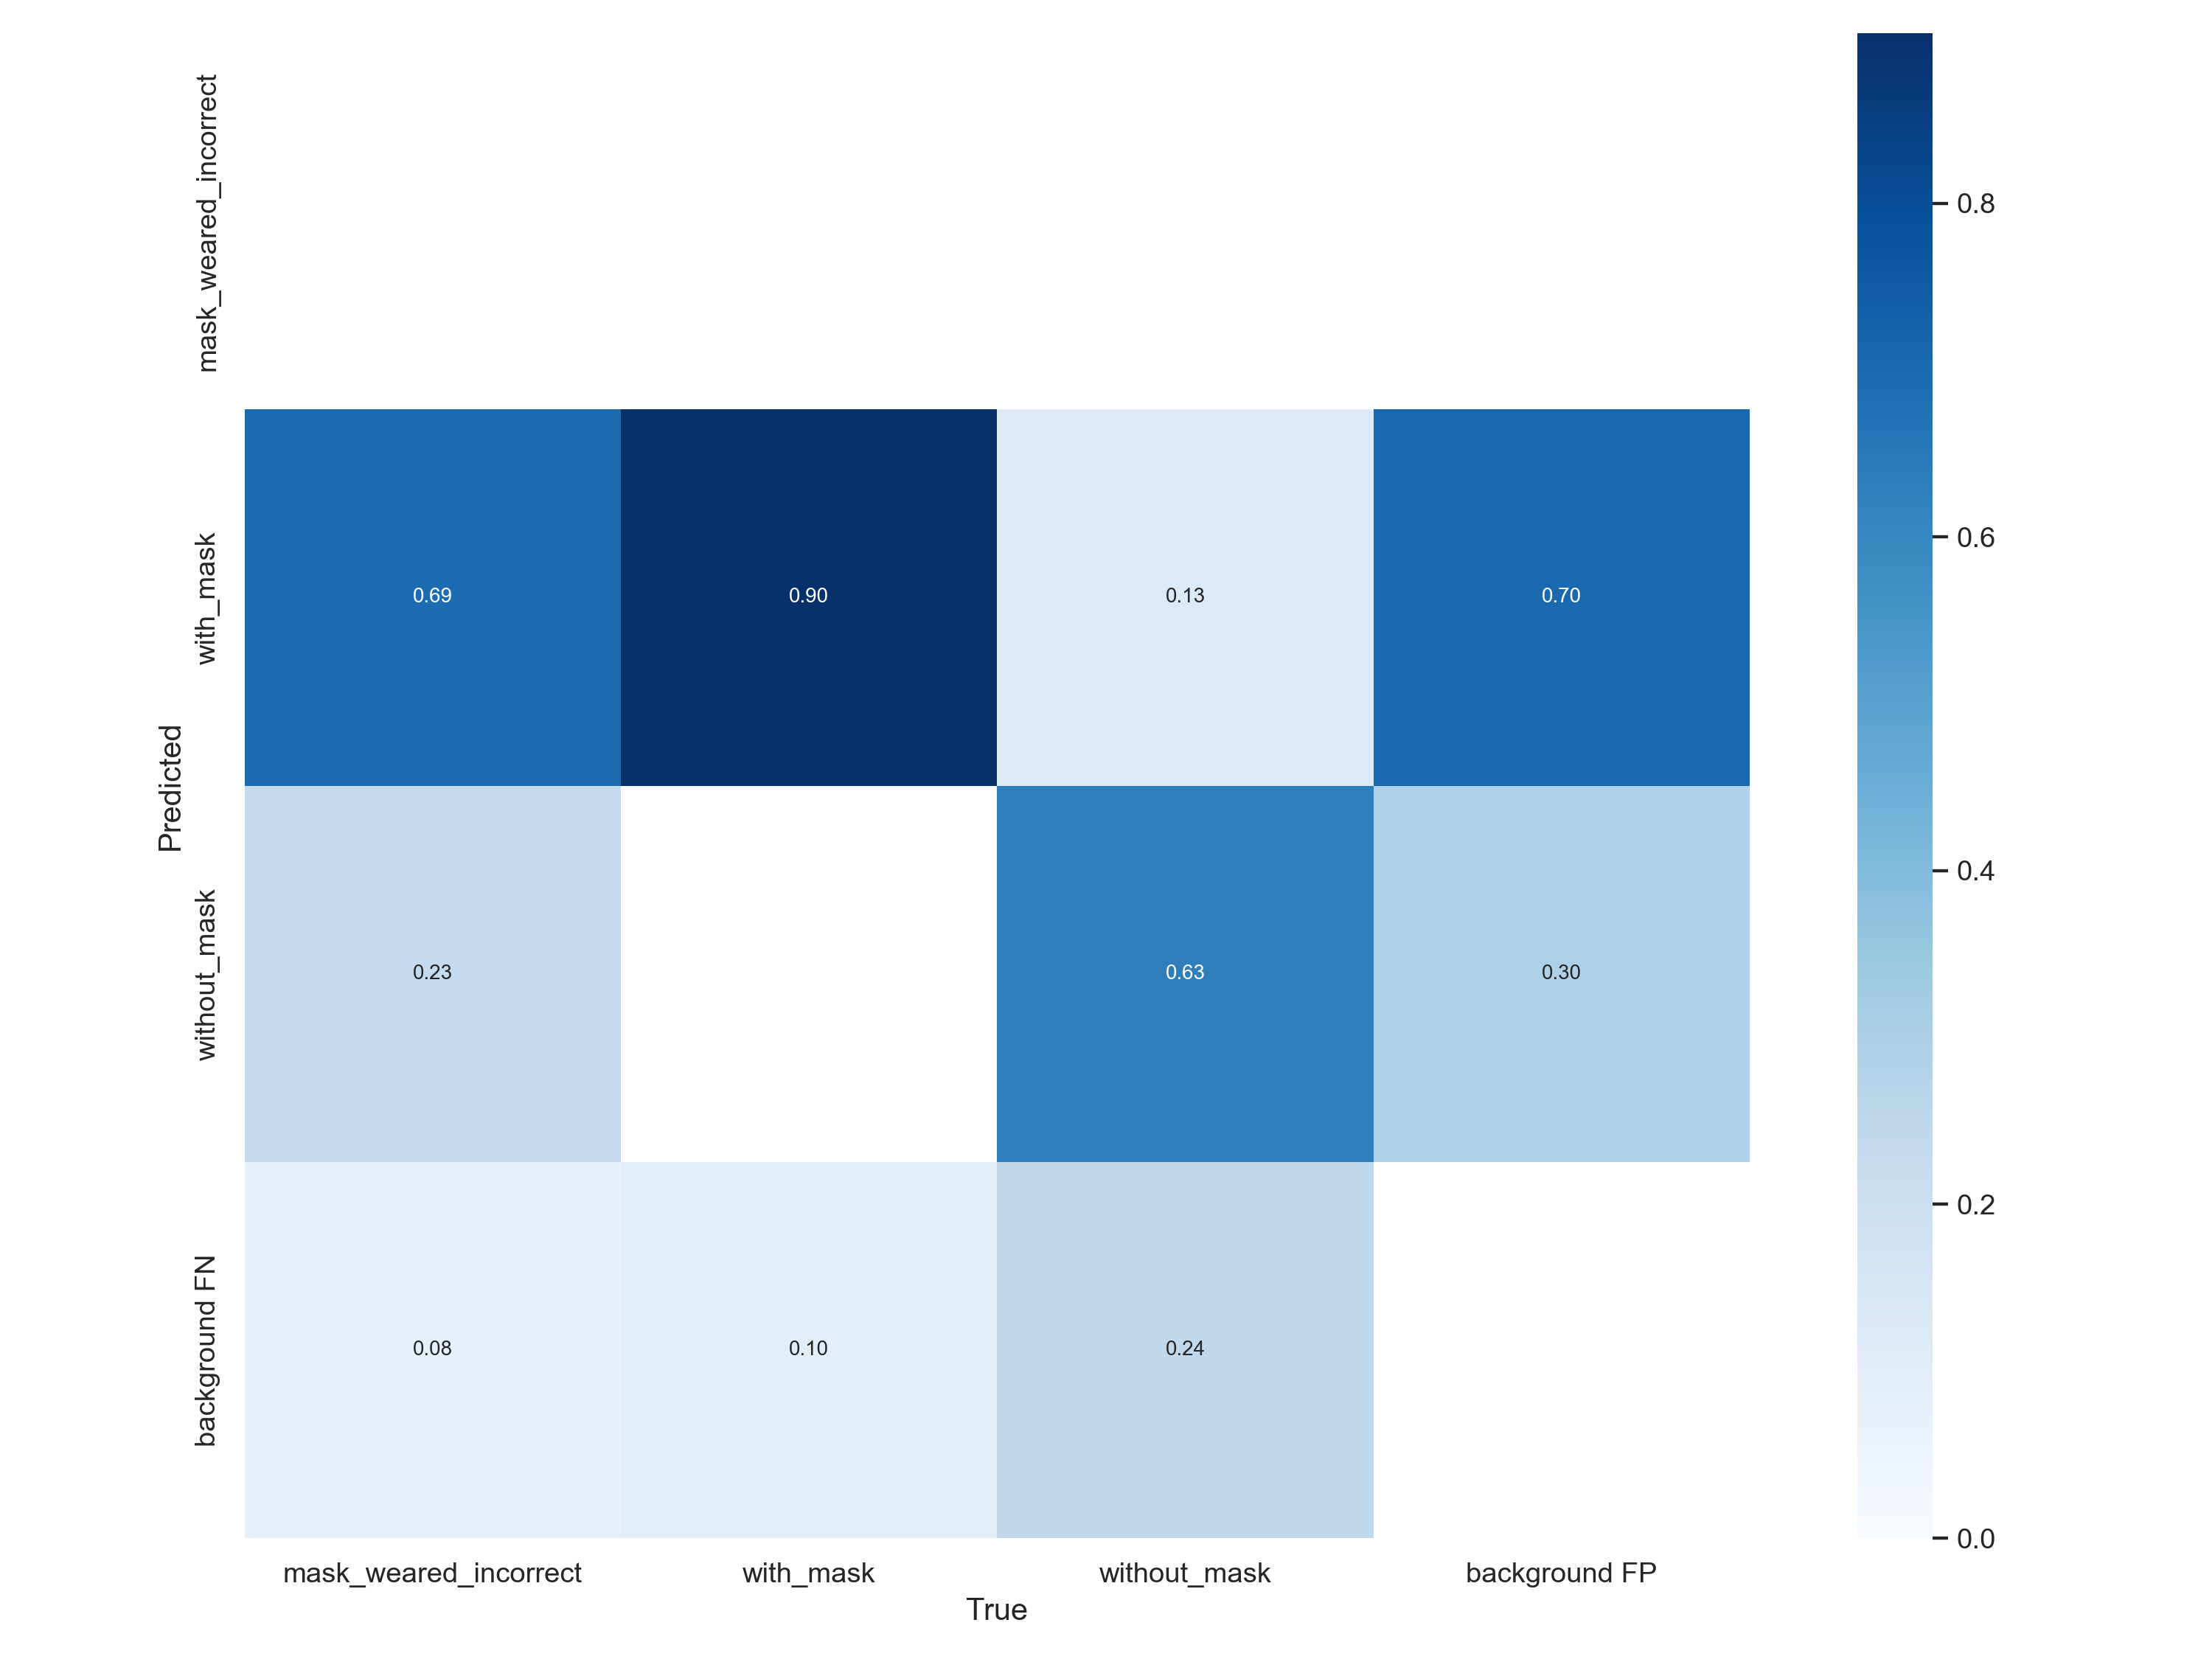 mask_weared_incorrect
with_mask
without_mask
background FN
Predicted
0.69 0.90 0.13 0.70
0.23 0.63 0.30
0.08 0.10 0.24
mask_weared_incorrect with_mask without_mask background FP
True
0.8
0.6
0.4
0.2
0.0